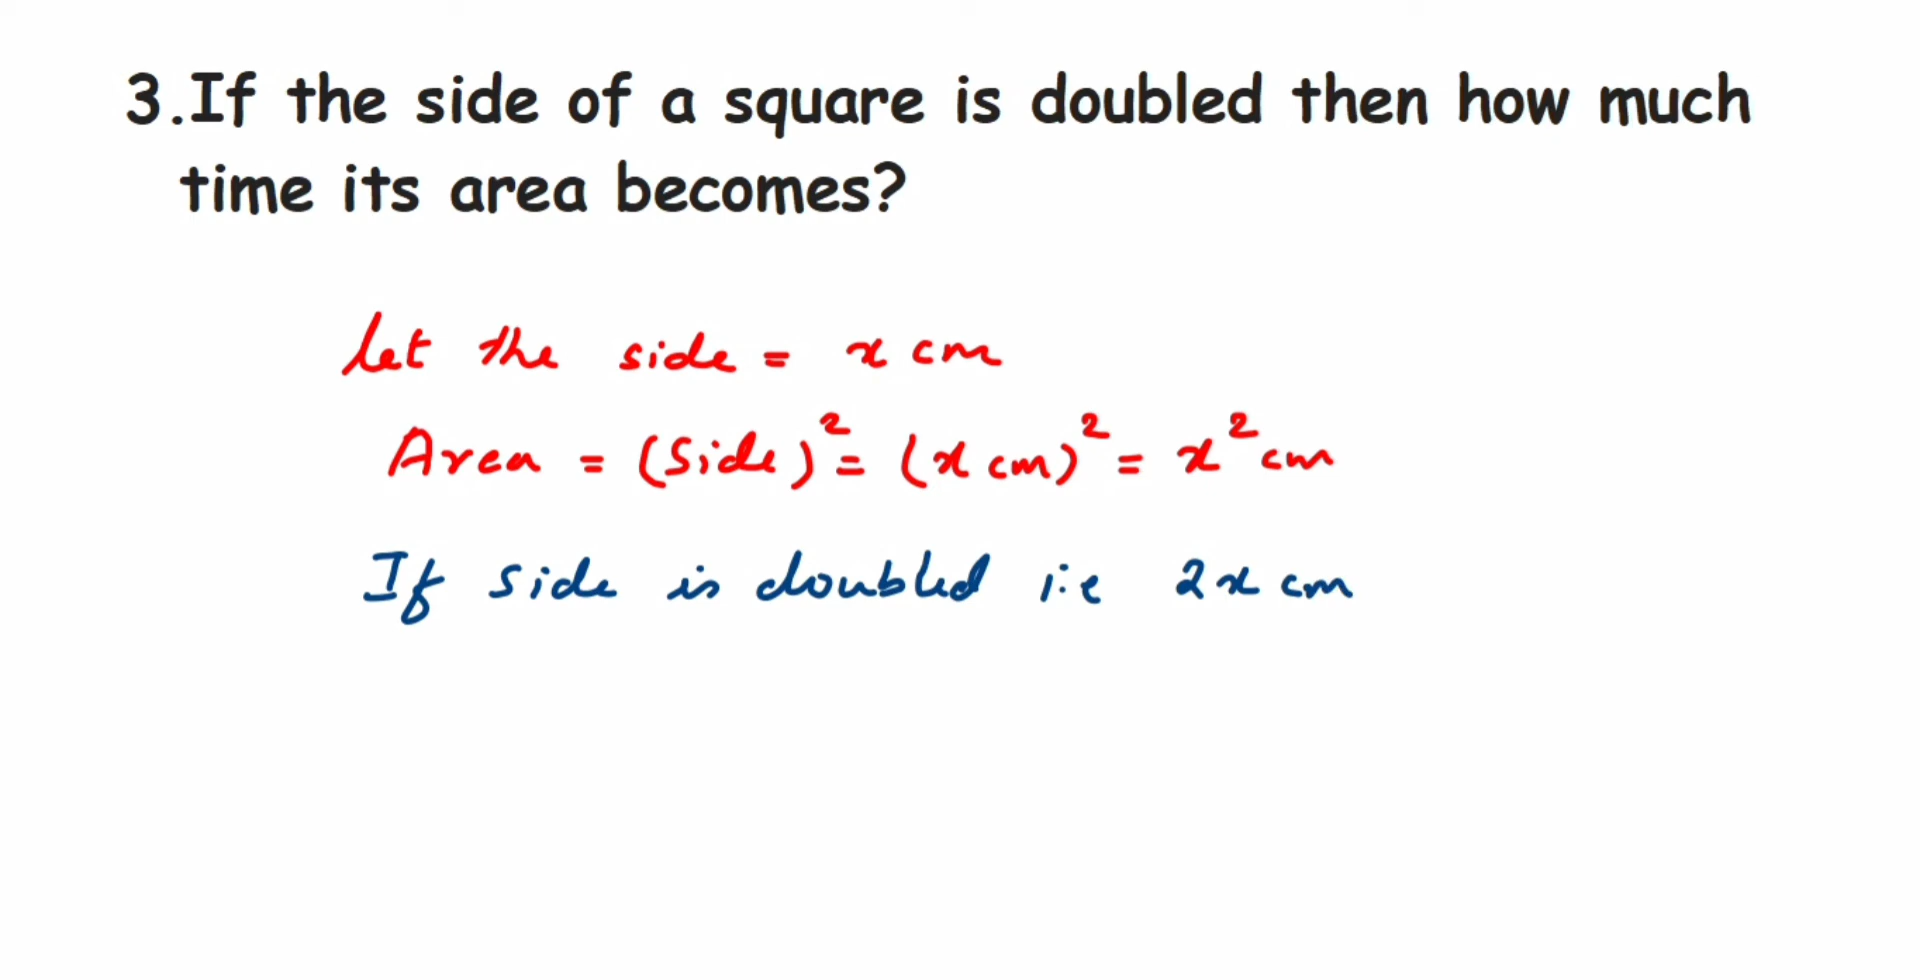 3.If the side of a square is doubled then how much
time its area becomes?
Let the side = x cm
Area = (Side)² = (x cm)² = x² cm
If side is doubled i.e 2x cm